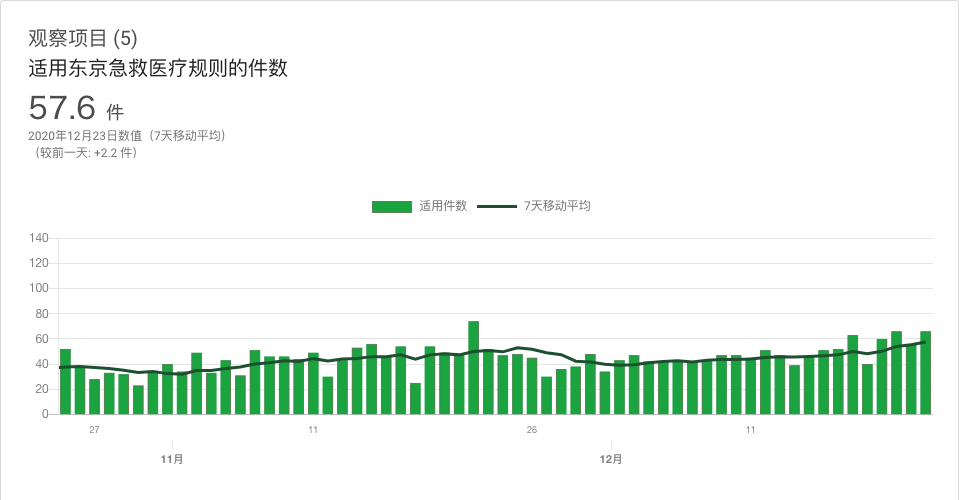 观察项目 (5)
适用东京急救医疗规则的件数
57.6 件
2020年12月23日数值（7天移动平均）
（较前一天: +2.2 件）
适用件数 7天移动平均
140
120
100
80
60
40
20
0
27 11 26 11
11月 12月